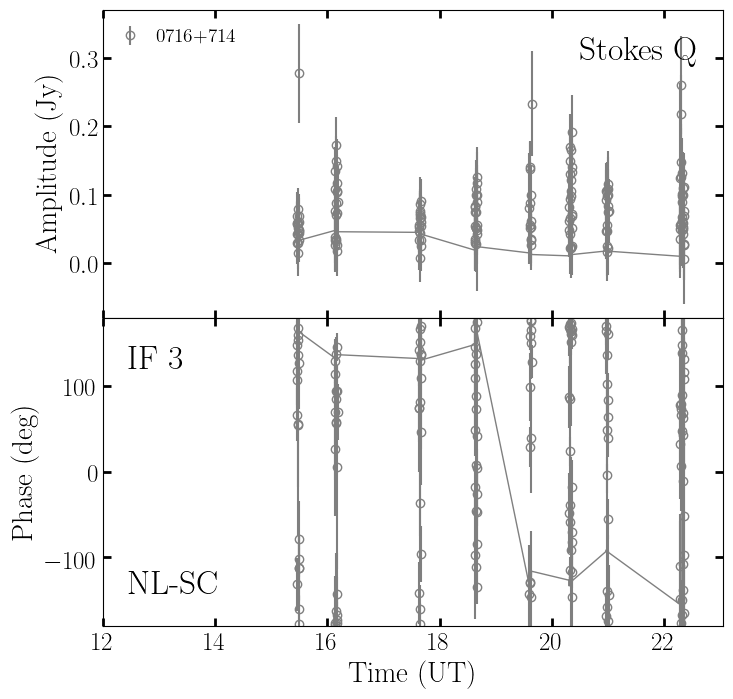 0716+714
Stokes Q
Amplitude (Jy)
0.3
0.2
0.1
0.0
IF 3
NL-SC
Phase (deg)
100
0
−100
12 14 16 18 20 22
Time (UT)